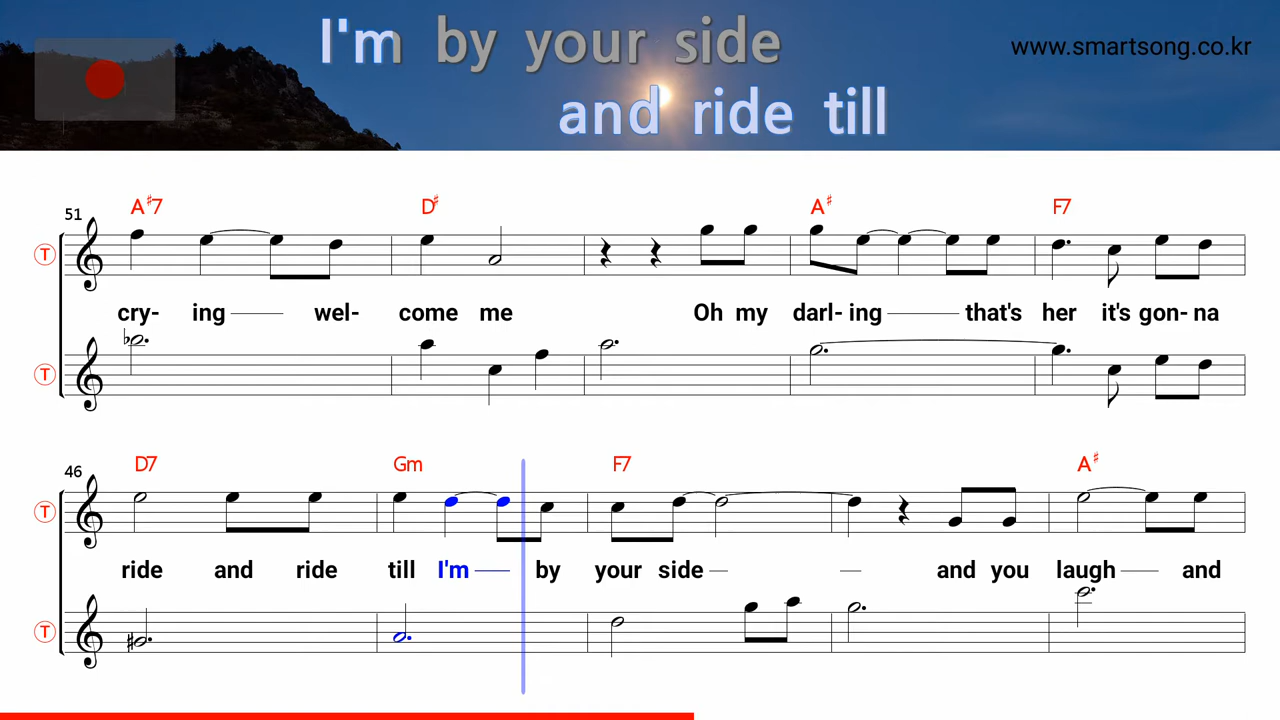 I'm by your side
and ride till
www.smartsong.co.kr
51 A♯7 D♯ A♯ F7
T
cry- ing wel- come me Oh my darl- ing that's her it's gon- na
T
46 D7 Gm F7 A♯
T
ride and ride till I'm by your side and you laugh and
T